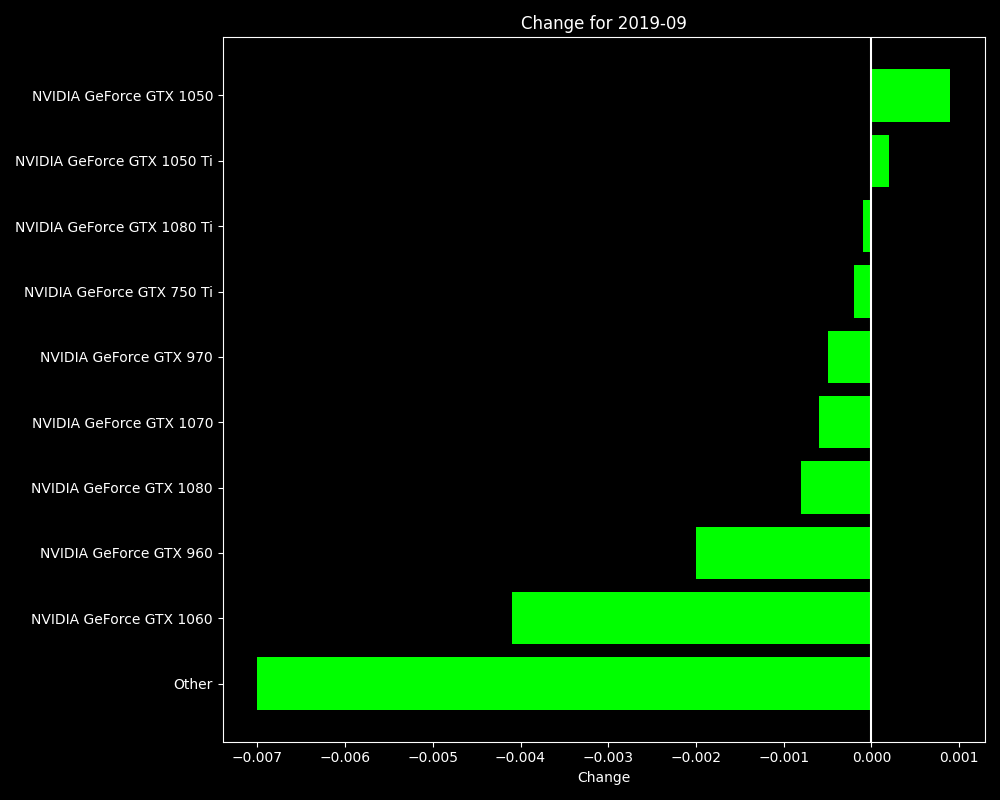 Change for 2019-09
NVIDIA GeForce GTX 1050
NVIDIA GeForce GTX 1050 Ti
NVIDIA GeForce GTX 1080 Ti
NVIDIA GeForce GTX 750 Ti
NVIDIA GeForce GTX 970
NVIDIA GeForce GTX 1070
NVIDIA GeForce GTX 1080
NVIDIA GeForce GTX 960
NVIDIA GeForce GTX 1060
Other
−0.007 −0.006 −0.005 −0.004 −0.003 −0.002 −0.001 0.000 0.001
Change